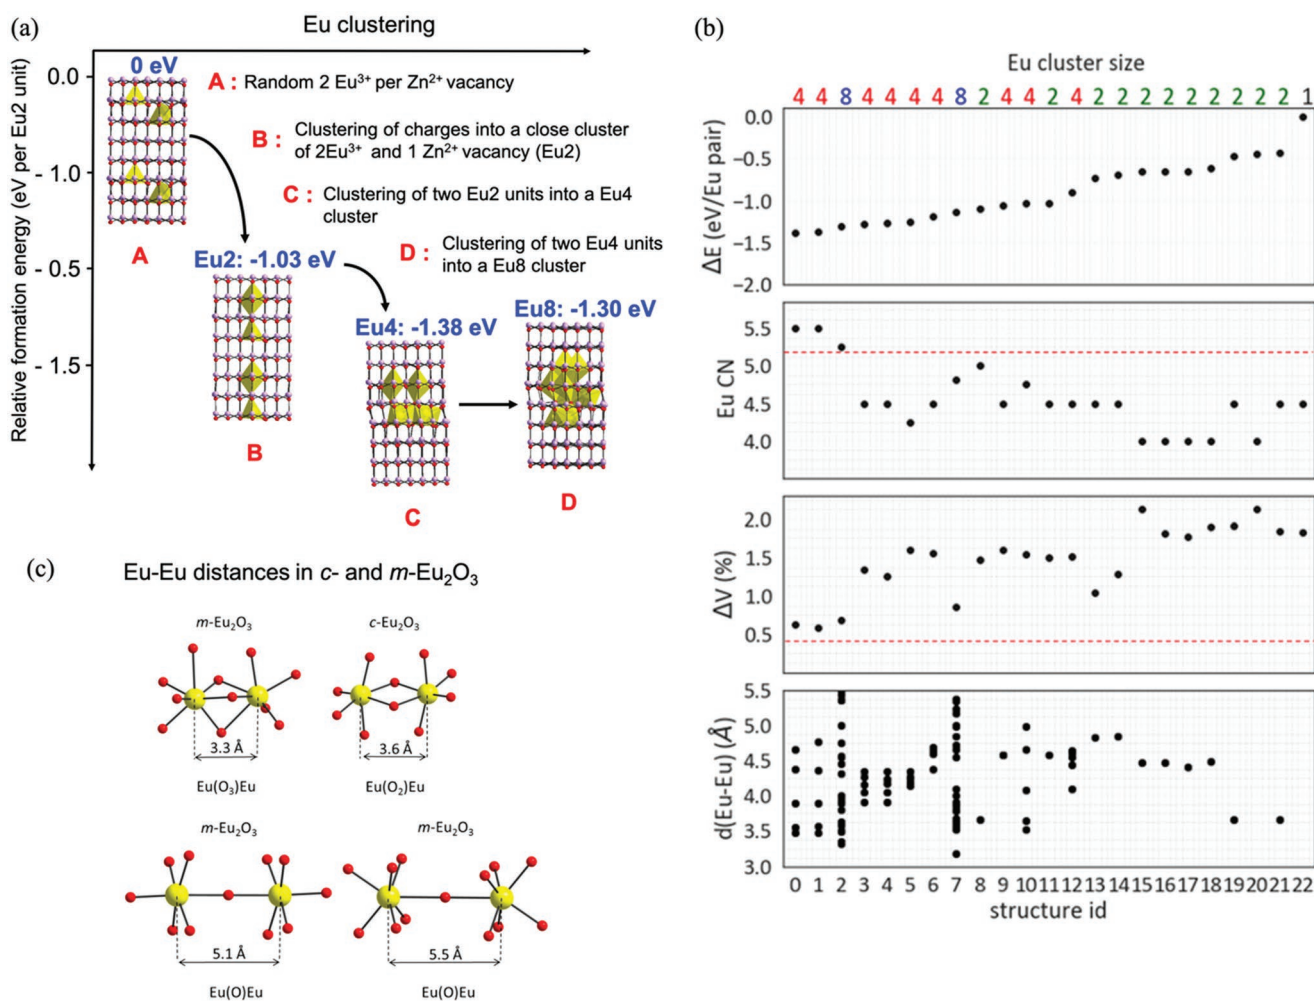 (a)
Eu clustering
Relative formation energy (eV per Eu2 unit)
0.0
- 1.0
- 0.5
- 1.5
0 eV
A
A : Random 2 Eu³⁺ per Zn²⁺ vacancy
B : Clustering of charges into a close cluster
of 2Eu³⁺ and 1 Zn²⁺ vacancy (Eu2)
C : Clustering of two Eu2 units into a Eu4
cluster
D : Clustering of two Eu4 units
into a Eu8 cluster
Eu2: -1.03 eV
B
Eu4: -1.38 eV
C
Eu8: -1.30 eV
D
(b)
Eu cluster size
4 4 8 4 4 4 4 8 2 4 4 2 4 2 2 2 2 2 2 2 2 2 1
ΔE (eV/Eu pair)
0.0
−0.5
−1.0
−1.5
−2.0
Eu CN
5.5
5.0
4.5
4.0
ΔV (%)
2.0
1.5
1.0
0.5
d(Eu-Eu) (Å)
5.5
5.0
4.5
4.0
3.5
3.0
0 1 2 3 4 5 6 7 8 9 10 11 12 13 14 15 16 17 18 19 20 21 22
structure id
(c)
Eu-Eu distances in c- and m-Eu₂O₃
m-Eu₂O₃
3.3 Å
Eu(O₃)Eu
c-Eu₂O₃
3.6 Å
Eu(O₂)Eu
m-Eu₂O₃
5.1 Å
Eu(O)Eu
m-Eu₂O₃
5.5 Å
Eu(O)Eu